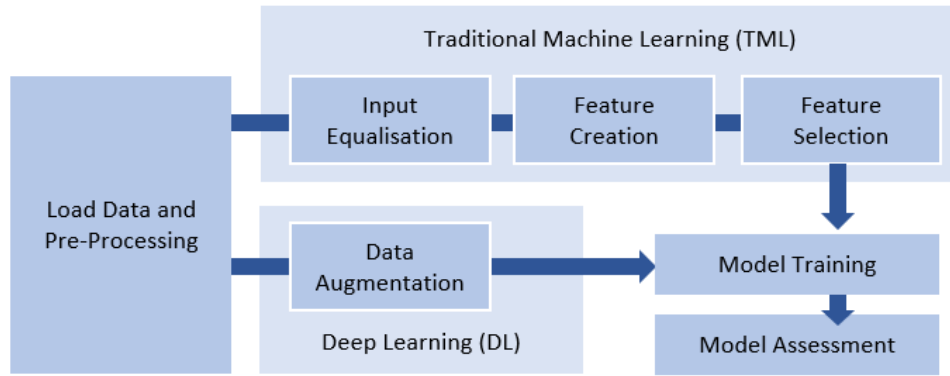 Traditional Machine Learning (TML)
Load Data and
Pre-Processing
Input
Equalisation
Feature
Creation
Feature
Selection
Data
Augmentation
Deep Learning (DL)
Model Training
Model Assessment